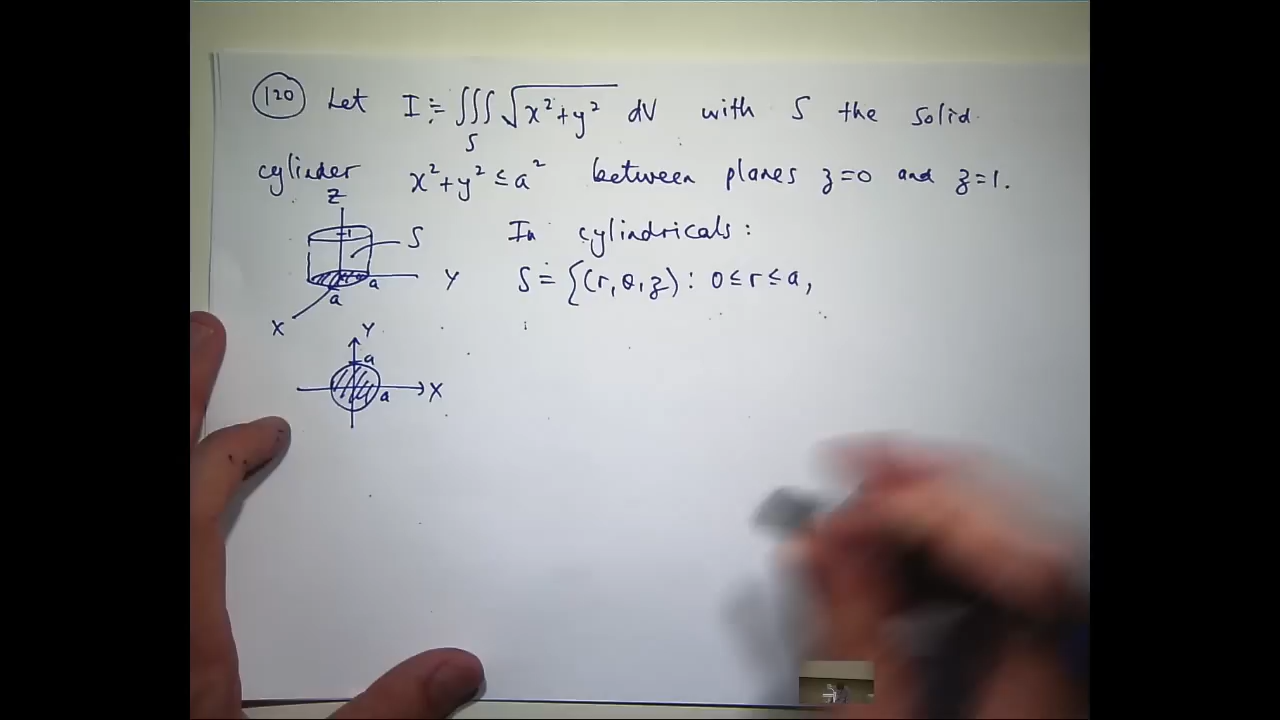 120 Let I := ∭_S √(x²+y²) dV with S the solid
cylinder x²+y² ≤ a² between planes z=0 and z=1.
Z
1
S
In cylindricals:
a
Y
S = {(r,θ,z): 0≤r≤a,
a
X
Y
a
a
X